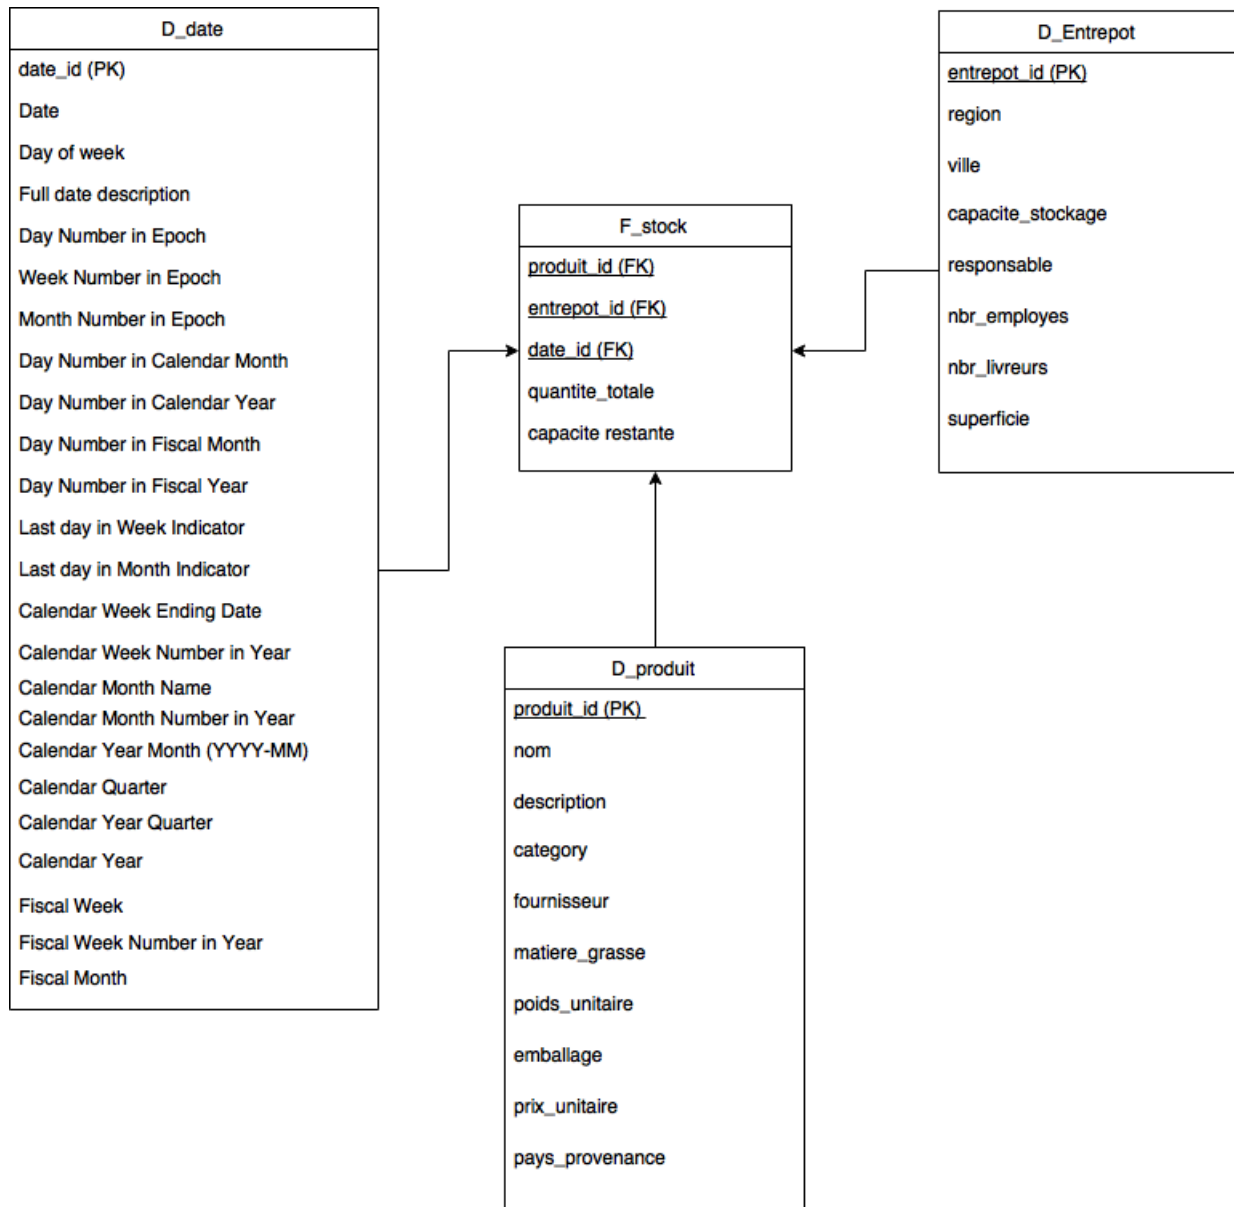 D_date
date_id (PK)
Date
Day of week
Full date description
Day Number in Epoch
Week Number in Epoch
Month Number in Epoch
Day Number in Calendar Month
Day Number in Calendar Year
Day Number in Fiscal Month
Day Number in Fiscal Year
Last day in Week Indicator
Last day in Month Indicator
Calendar Week Ending Date
Calendar Week Number in Year
Calendar Month Name
Calendar Month Number in Year
Calendar Year Month (YYYY-MM)
Calendar Quarter
Calendar Year Quarter
Calendar Year
Fiscal Week
Fiscal Week Number in Year
Fiscal Month
F_stock
produit_id (FK)
entrepot_id (FK)
date_id (FK)
quantite_totale
capacite restante
D_Entrepot
entrepot_id (PK)
region
ville
capacite_stockage
responsable
nbr_employes
nbr_livreurs
superficie
D_produit
produit_id (PK)
nom
description
category
fournisseur
matiere_grasse
poids_unitaire
emballage
prix_unitaire
pays_provenance